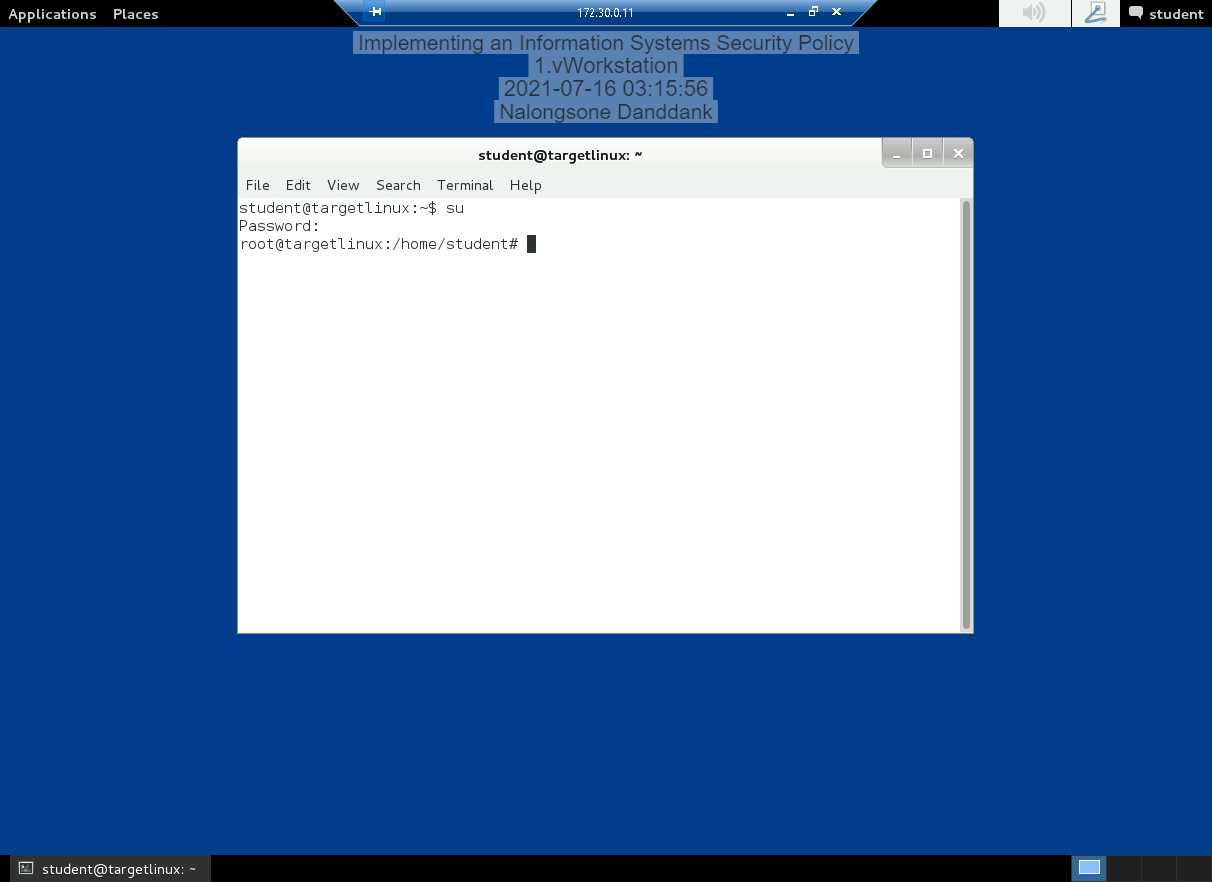 Applications Places 172.30.0.11 student
Implementing an Information Systems Security Policy
1.vWorkstation
2021-07-16 03:15:56
Nalongsone Danddank
student@targetlinux: ~
File Edit View Search Terminal Help
student@targetlinux:~$ su
Password:
root@targetlinux:/home/student#
student@targetlinux: ~